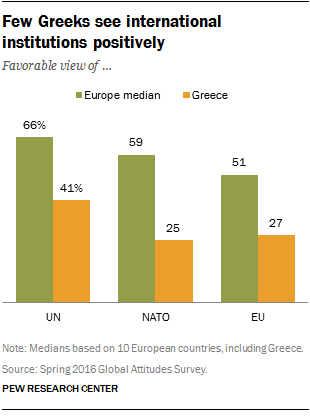 Few Greeks see international
institutions positively
Favorable view of ...
Europe median Greece
66%
41%
59
25
51
27
UN NATO EU
Note: Medians based on 10 European countries, including Greece.
Source: Spring 2016 Global Attitudes Survey.
PEW RESEARCH CENTER